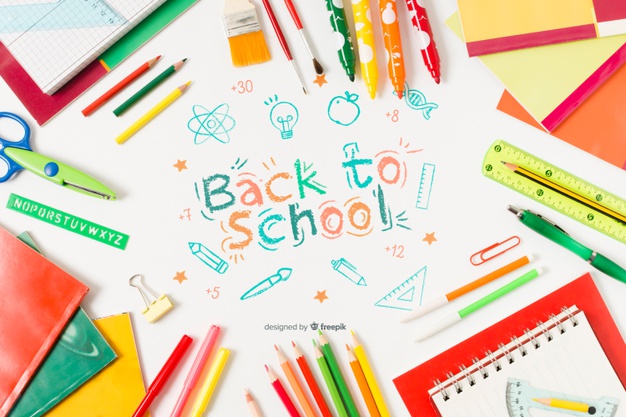 +30
+8
Back to
School
+7
+12
+5
NOPQRSTUVWXYZ
designed by freepik